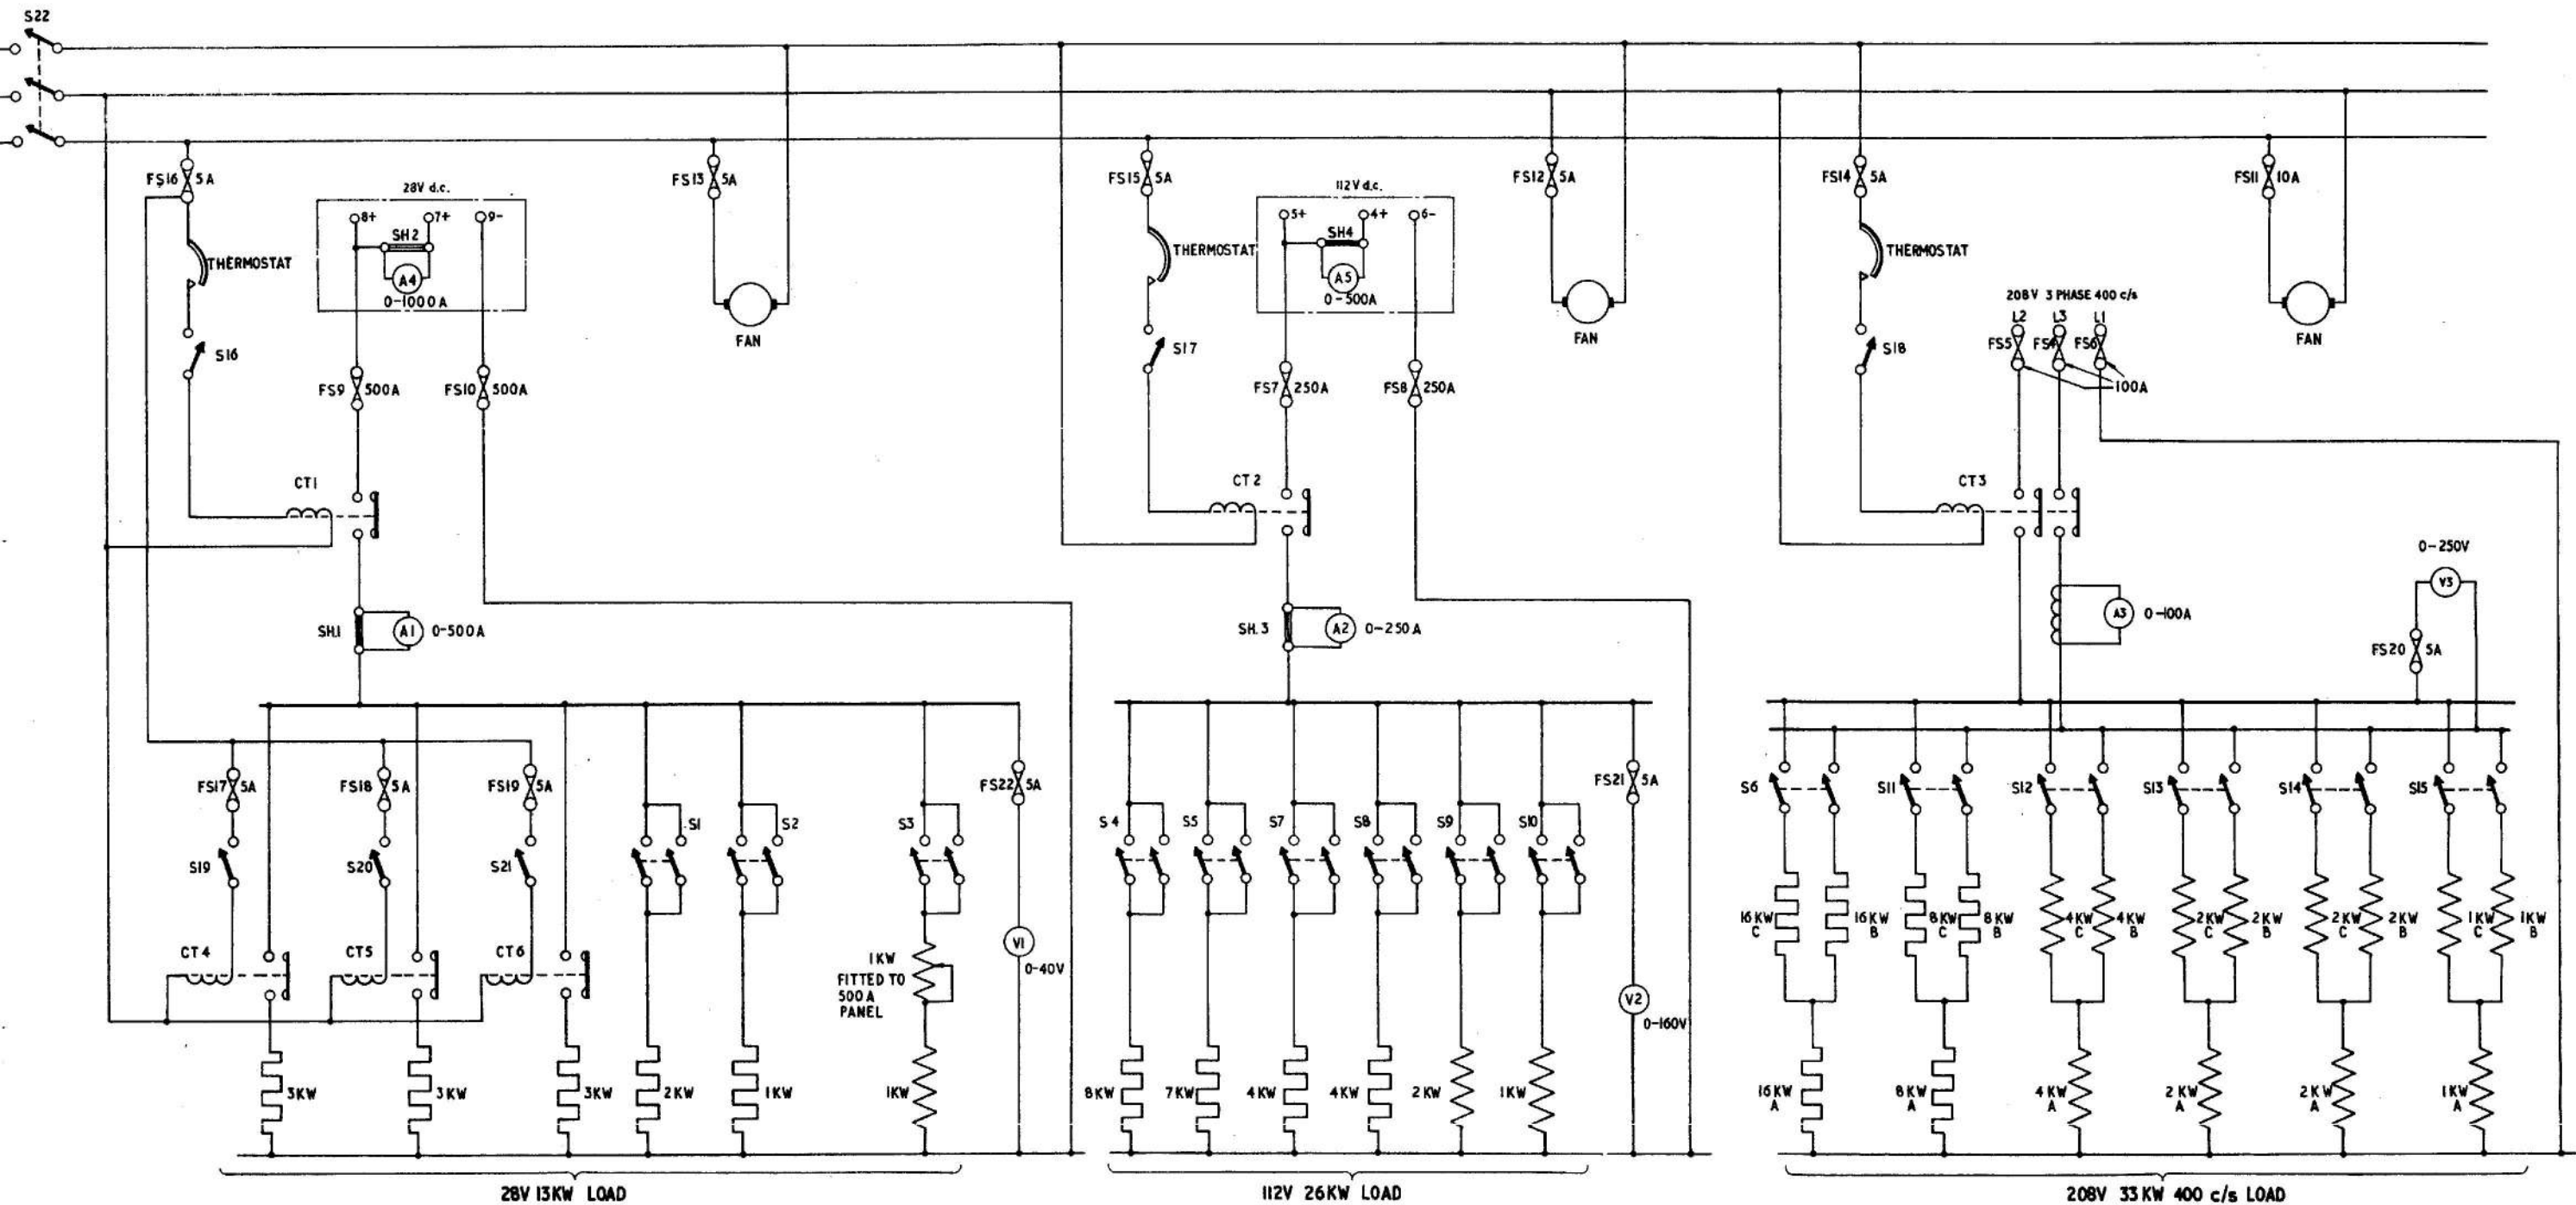 S22
FS16 5A
28V d.c.
8+ 7+ 9-
SH2
A4
0-1000A
THERMOSTAT
S16
FS9 500A
FS10 500A
FS13 5A
FAN
CT1
SH.1
A1 0-500A
FS17 5A
FS18 5A
FS19 5A
S19
S20
S21
CT4
CT5
CT6
S1
S2
S3
FS22 5A
V1
0-40V
1KW
FITTED TO
500A
PANEL
3KW
3KW
3KW
2KW
1KW
1KW
28V 13KW LOAD
FS15 5A
112V d.c.
5+ 4+ 6-
SH4
A5
0-500A
THERMOSTAT
S17
FS7 250A
FS8 250A
FS12 5A
FAN
CT2
SH.3
A2 0-250A
S4
S5
S7
S8
S9
S10
FS21 5A
V2
0-160V
8KW
7KW
4KW
4KW
2KW
1KW
112V 26KW LOAD
FS14 5A
THERMOSTAT
S18
208V 3 PHASE 400 c/s
L2 L3 L1
FS5 FS4 FS6
100A
FS11 10A
FAN
CT3
A3 0-100A
0-250V
V3
FS20 5A
S6
S11
S12
S13
S14
S15
16KW
C
16KW
B
8KW
C
8KW
B
4KW
C
4KW
B
2KW
C
2KW
B
2KW
C
2KW
B
1KW
C
1KW
B
16KW
A
8KW
A
4KW
A
2KW
A
2KW
A
1KW
A
208V 33KW 400 c/s LOAD